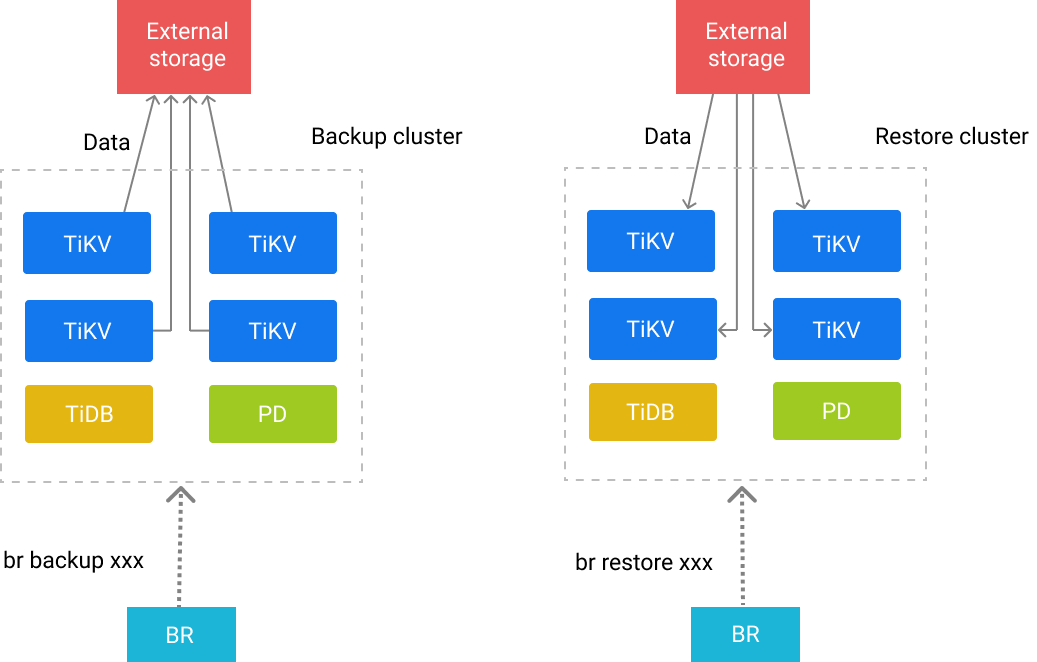 External
storage
Data
Backup cluster
TiKV
TiKV
TiKV
TiKV
TiDB
PD
br backup xxx
BR
External
storage
Data
Restore cluster
TiKV
TiKV
TiKV
TiKV
TiDB
PD
br restore xxx
BR